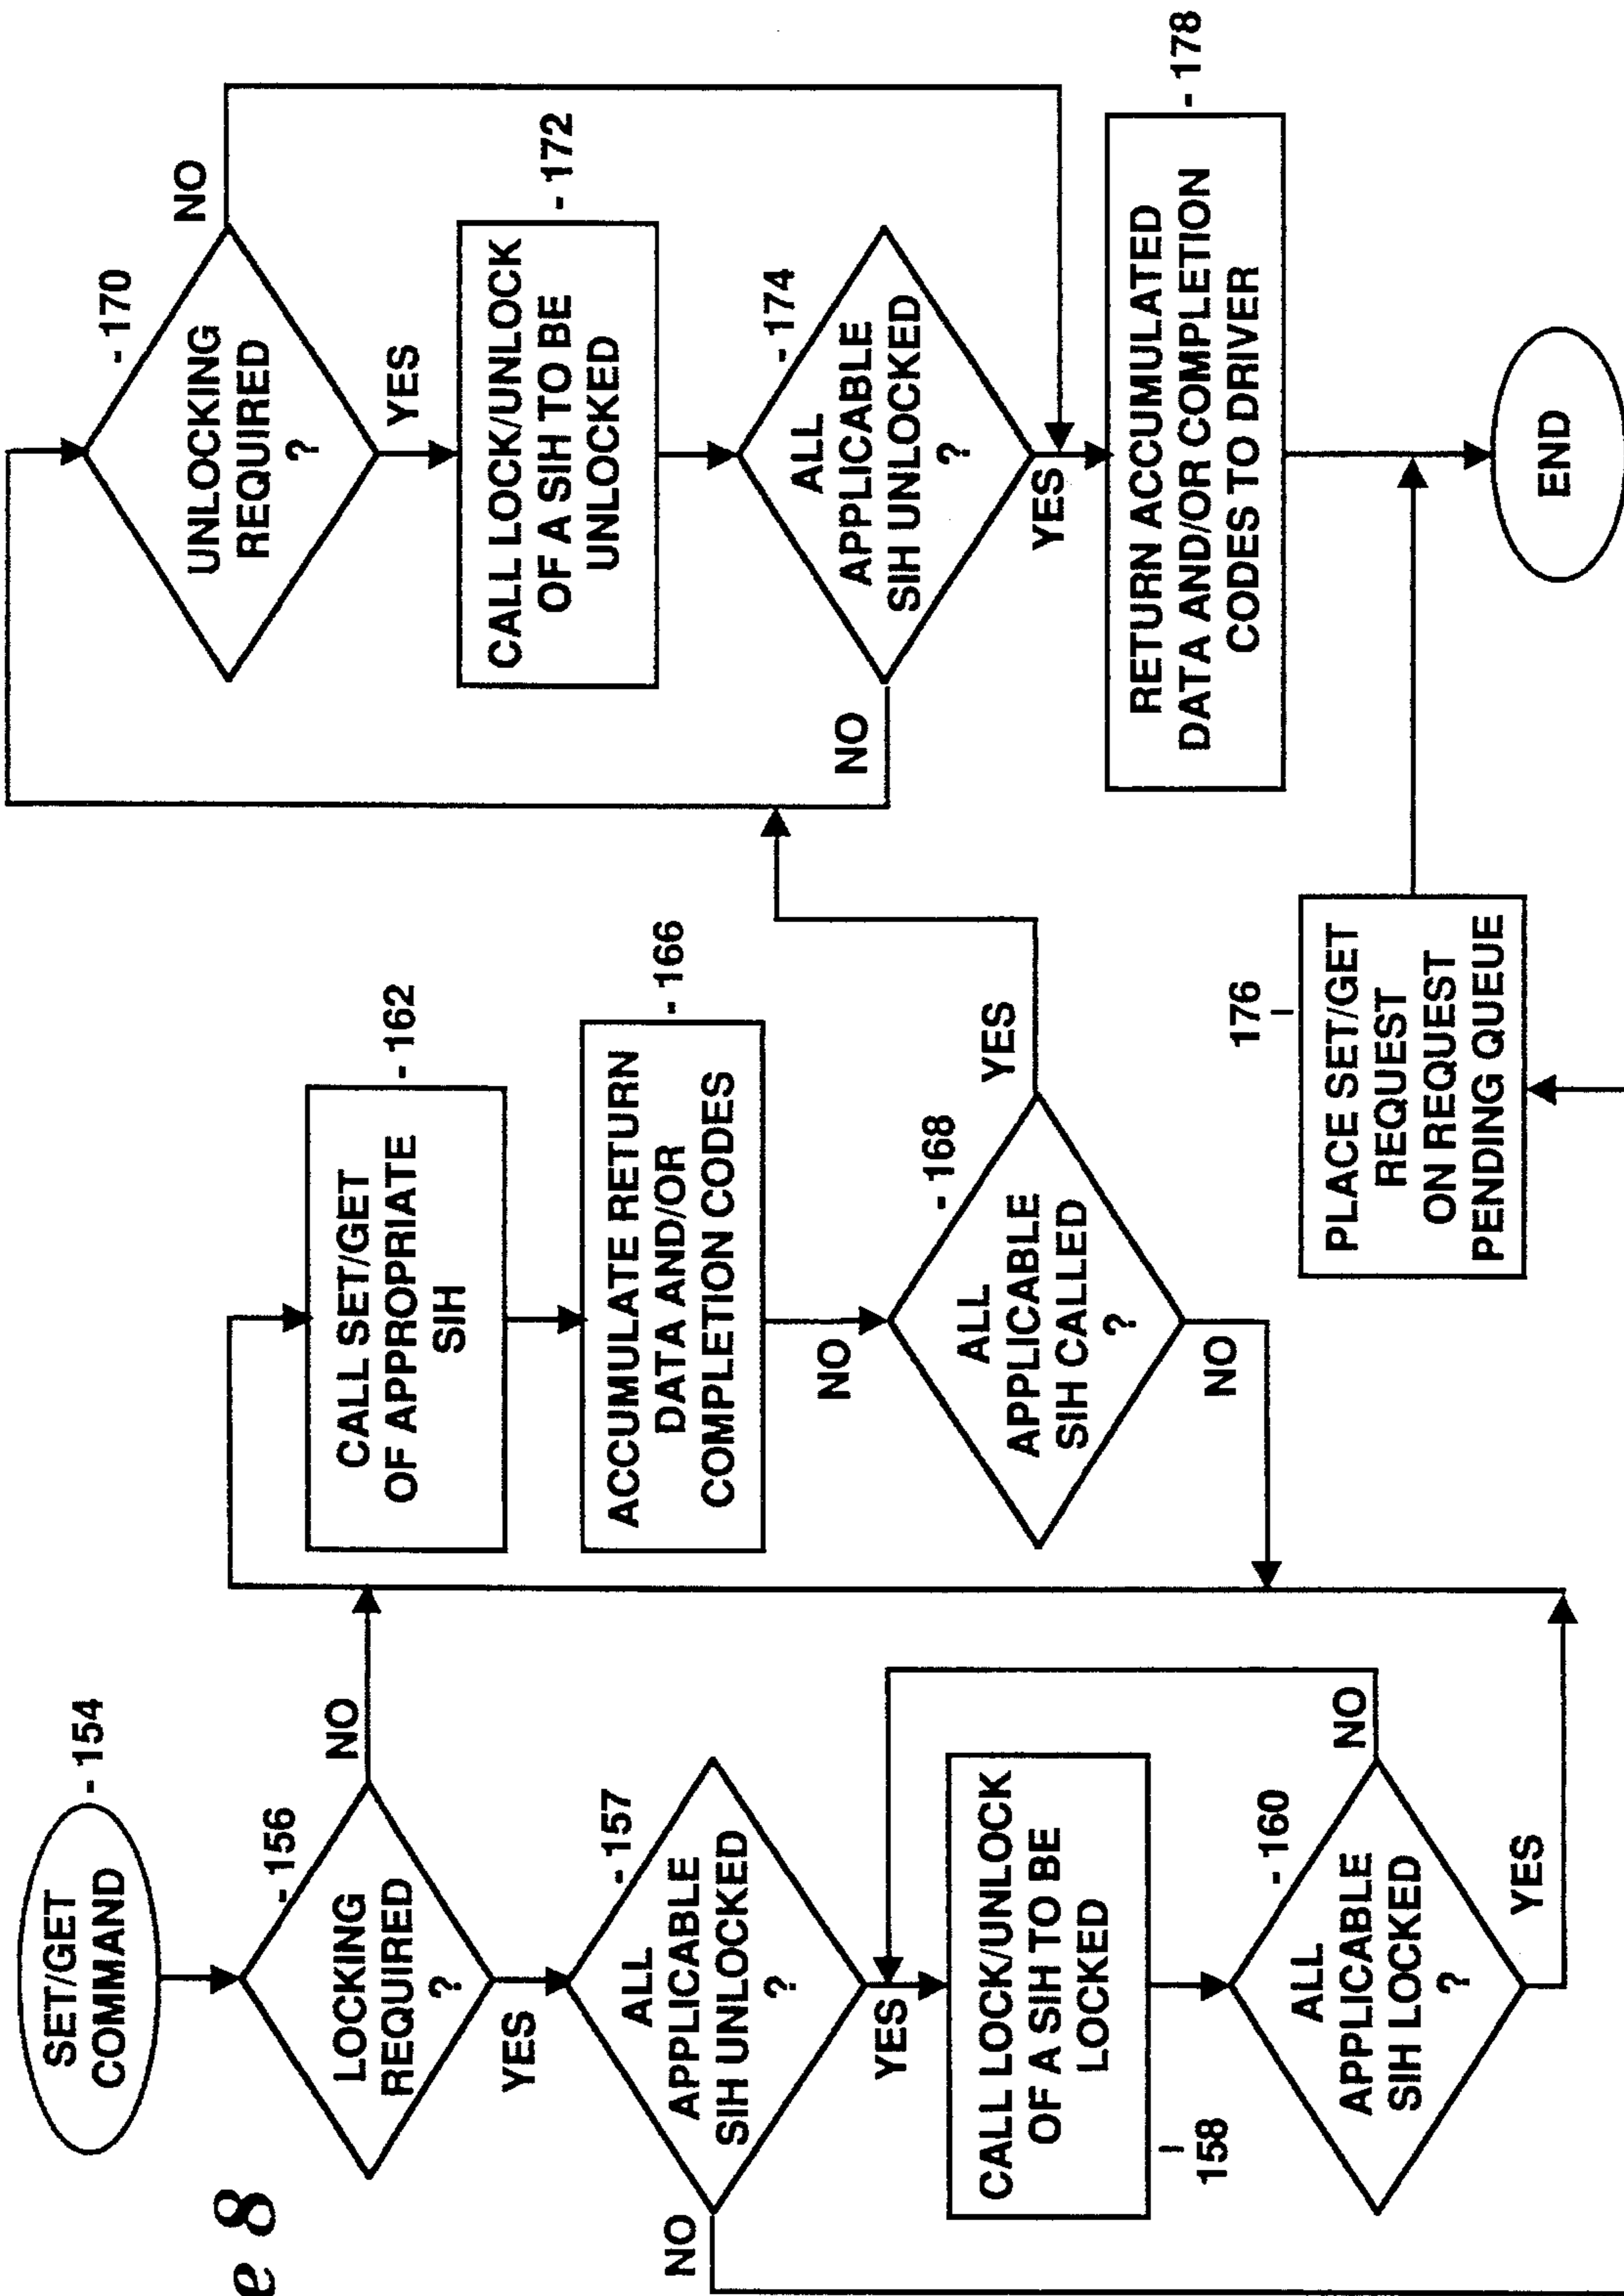 e 8
SET/GET
COMMAND
- 154
LOCKING
REQUIRED
?
- 156
NO
YES
ALL
APPLICABLE
SIH UNLOCKED
?
- 157
NO
YES
CALL LOCK/UNLOCK
OF A SIH TO BE
LOCKED
158
ALL
APPLICABLE
SIH LOCKED
?
- 160
NO
YES
CALL SET/GET
OF APPROPRIATE
SIH
- 162
ACCUMULATE RETURN
DATA AND/OR
COMPLETION CODES
- 166
NO
ALL
APPLICABLE
SIH CALLED
?
- 168
YES
NO
PLACE SET/GET
REQUEST
ON REQUEST
PENDING QUEUE
176
UNLOCKING
REQUIRED
?
- 170
NO
YES
CALL LOCK/UNLOCK
OF A SIH TO BE
UNLOCKED
- 172
ALL
APPLICABLE
SIH UNLOCKED
?
- 174
NO
YES
RETURN ACCUMULATED
DATA AND/OR COMPLETION
CODES TO DRIVER
- 178
END